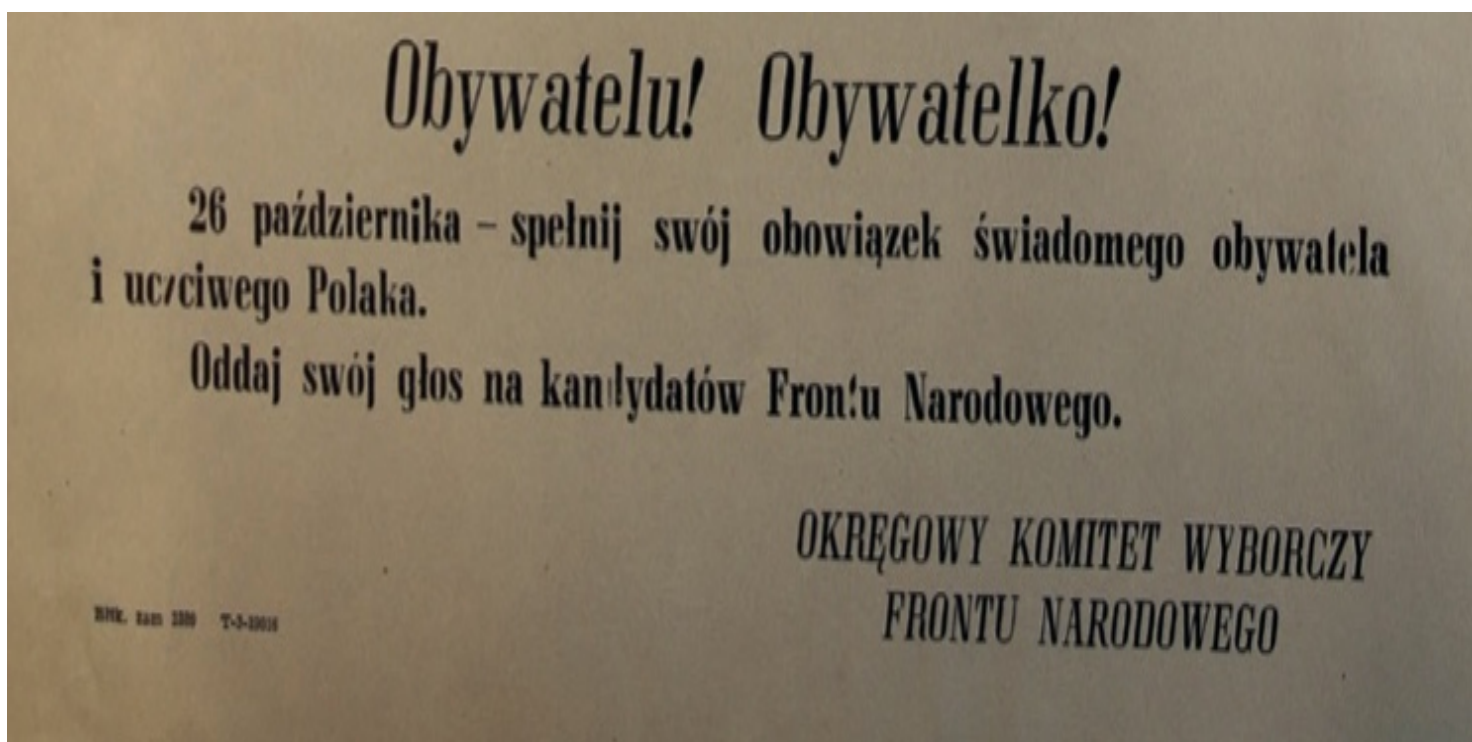 Obywatelu! Obywatelko!
26 października – spełnij swój obowiązek świadomego obywatela
i uczciwego Polaka.
Oddaj swój głos na kandydatów Frontu Narodowego.
OKRĘGOWY KOMITET WYBORCZY
FRONTU NARODOWEGO
zam